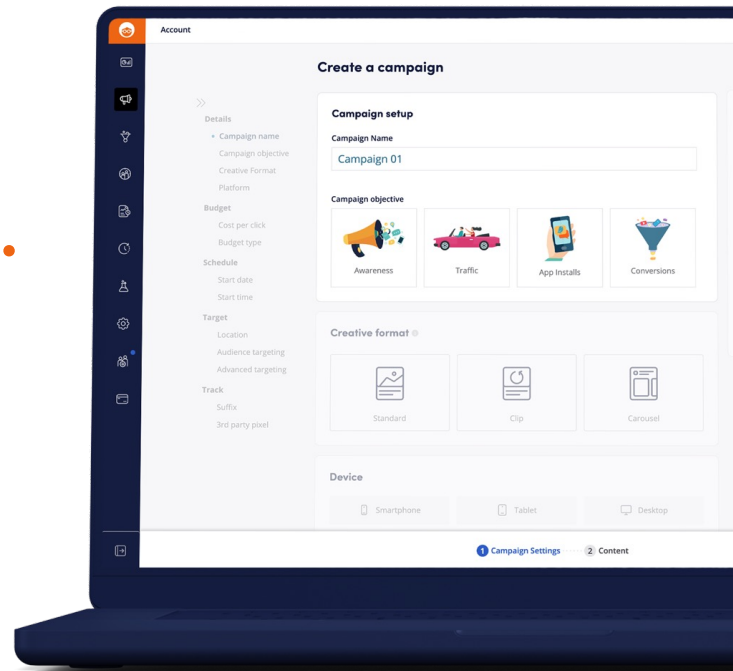 Account
Create a campaign
Details
Campaign name
Campaign objective
Creative Format
Platform
Budget
Cost per click
Budget type
Schedule
Start date
Start time
Target
Location
Audience targeting
Advanced targeting
Track
Suffix
3rd party pixel
Campaign setup
Campaign Name
Campaign 01
Campaign objective
Awareness Traffic App Installs Conversions
Creative format
Standard Clip Carousel
Device
Smartphone Tablet Desktop
1 Campaign Settings 2 Content